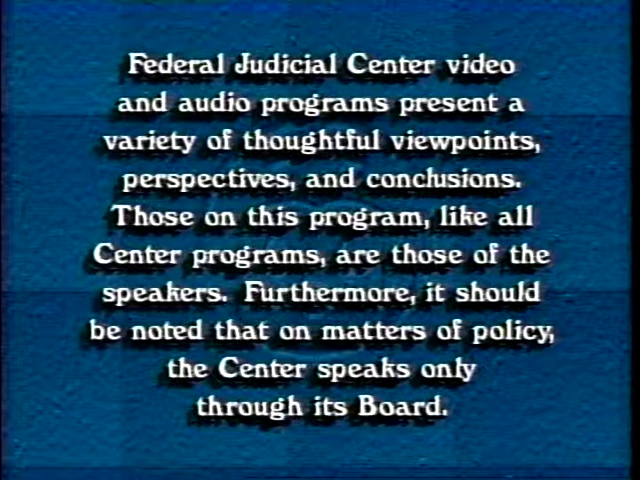 Federal Judicial Center video
and audio programs present a
variety of thoughtful viewpoints,
perspectives, and conclusions.
Those on this program, like all
Center programs, are those of the
speakers. Furthermore, it should
be noted that on matters of policy,
the Center speaks only
through its Board.